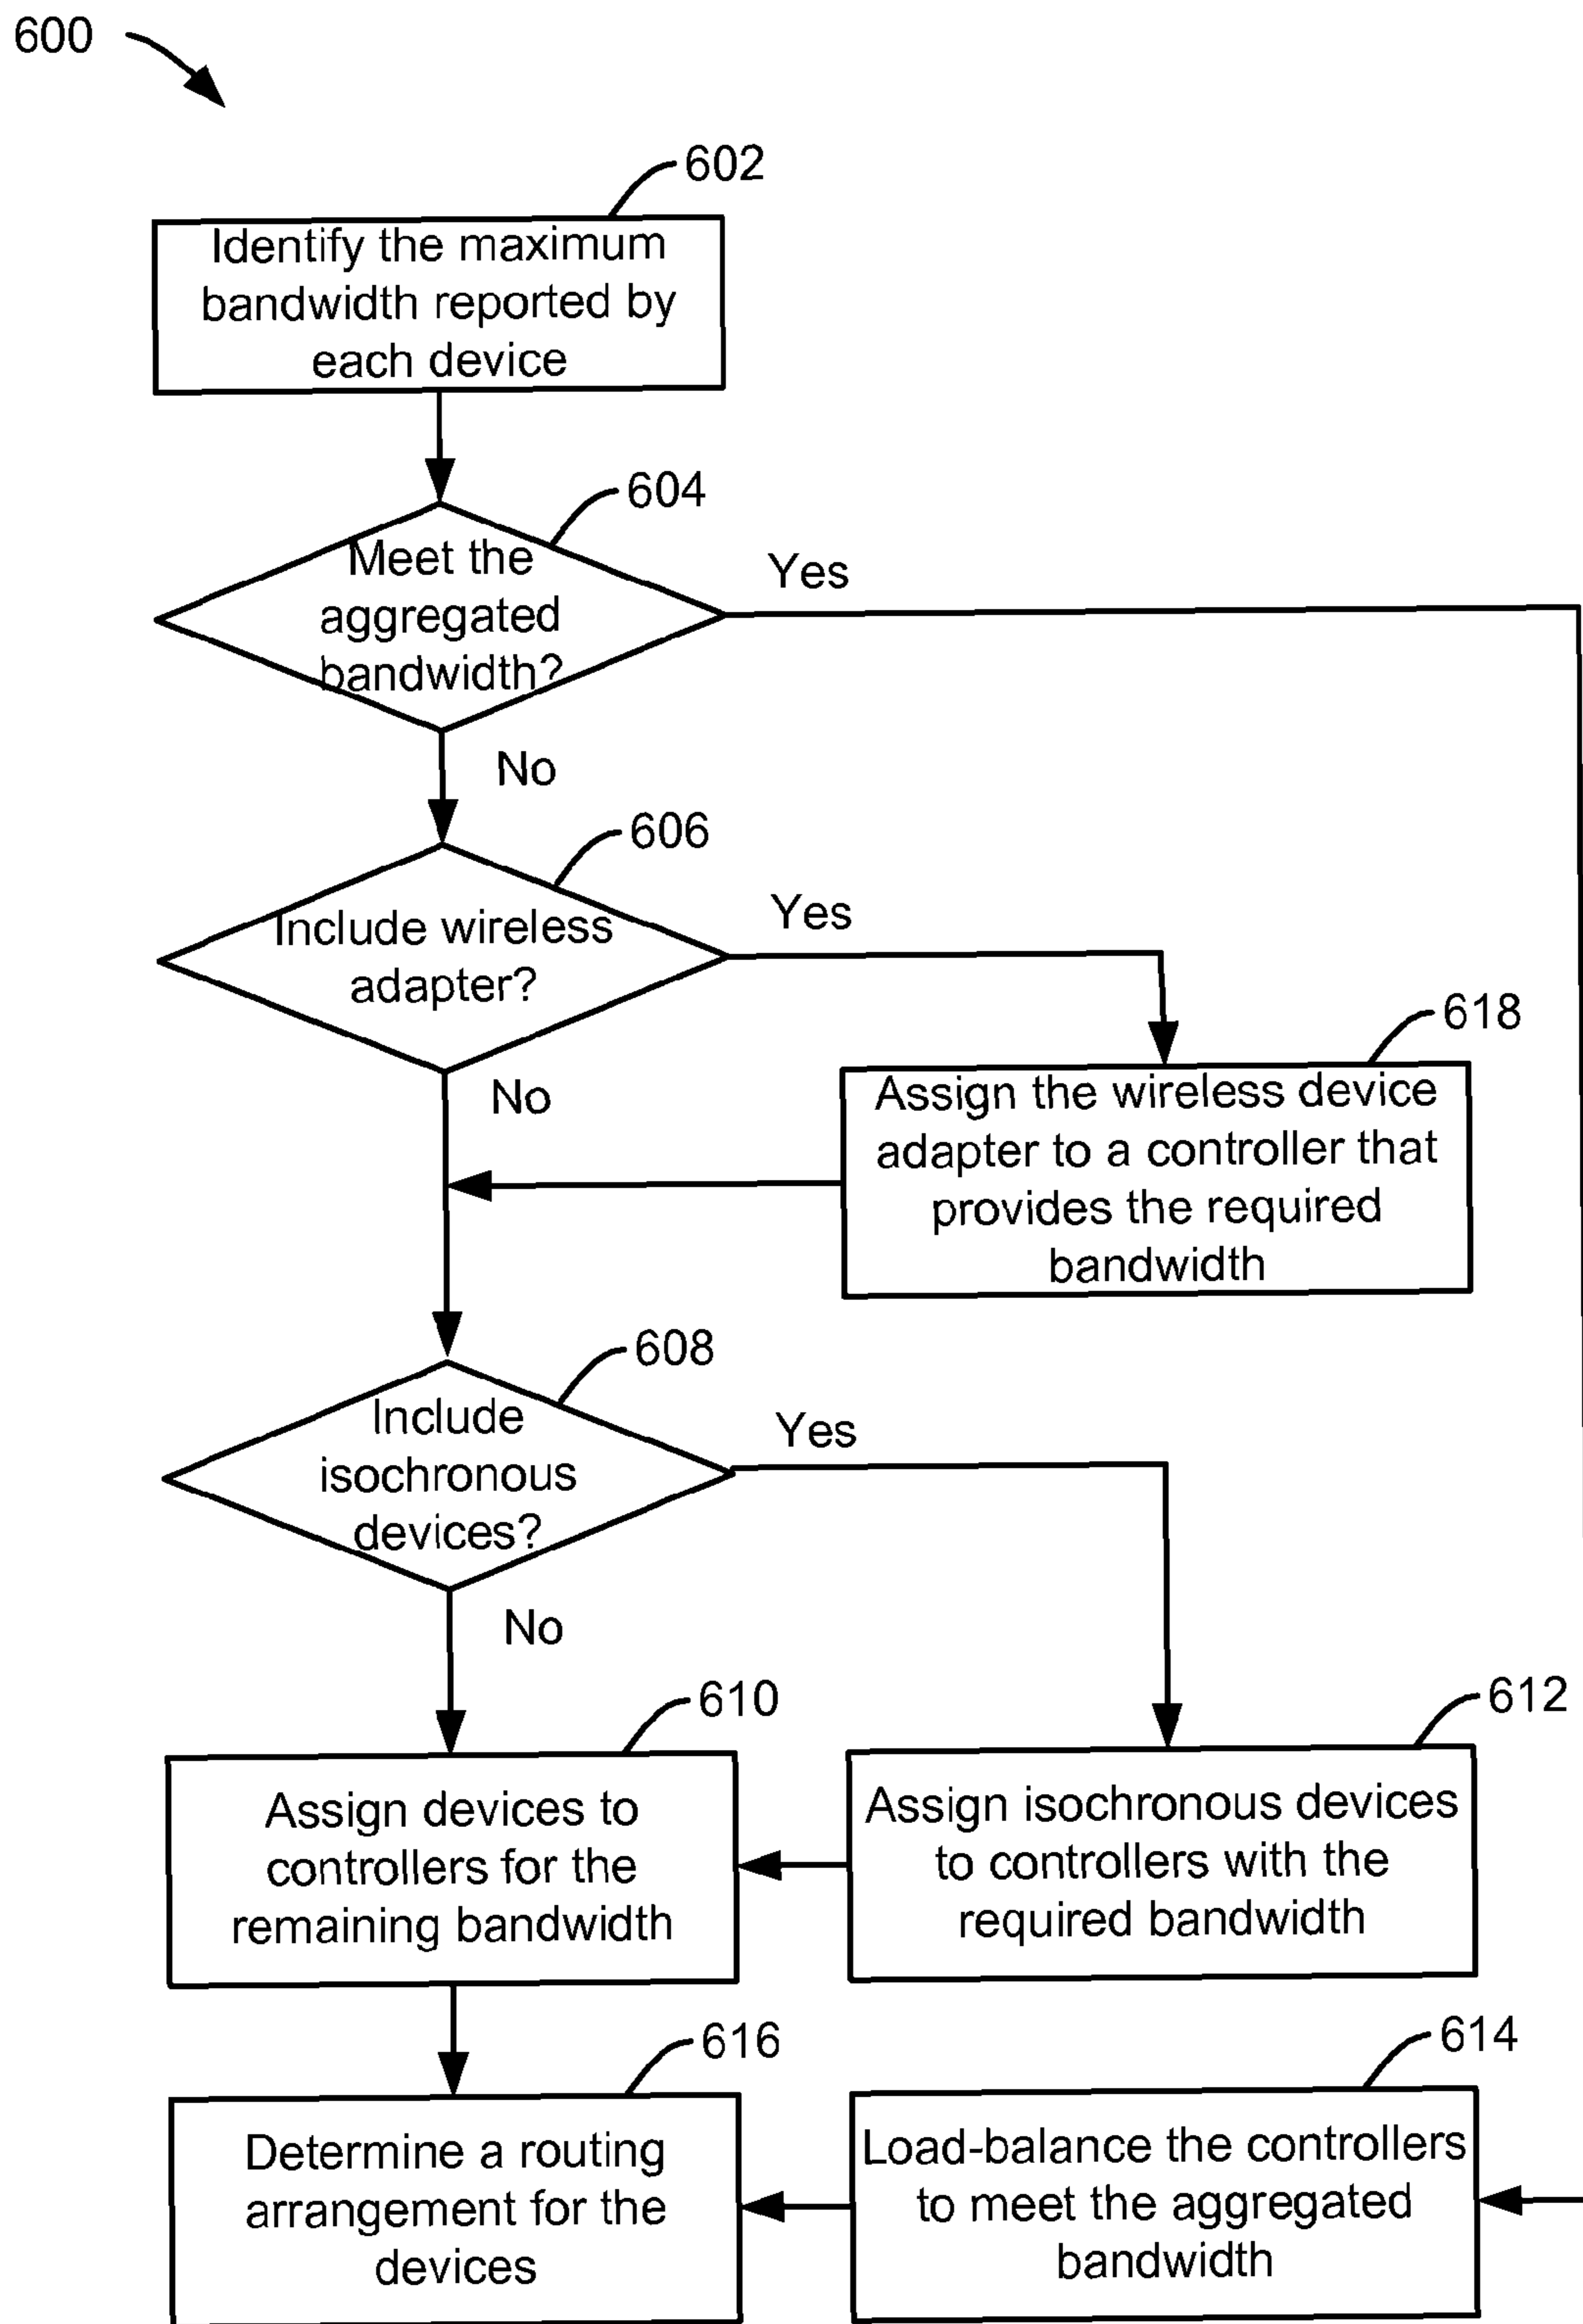 600
602
Identify the maximum
bandwidth reported by
each device
604
Meet the
aggregated
bandwidth?
Yes
No
606
Include wireless
adapter?
Yes
No
618
Assign the wireless device
adapter to a controller that
provides the required
bandwidth
608
Include
isochronous
devices?
Yes
No
610
Assign devices to
controllers for the
remaining bandwidth
612
Assign isochronous devices
to controllers with the
required bandwidth
616
Determine a routing
arrangement for the
devices
614
Load-balance the controllers
to meet the aggregated
bandwidth